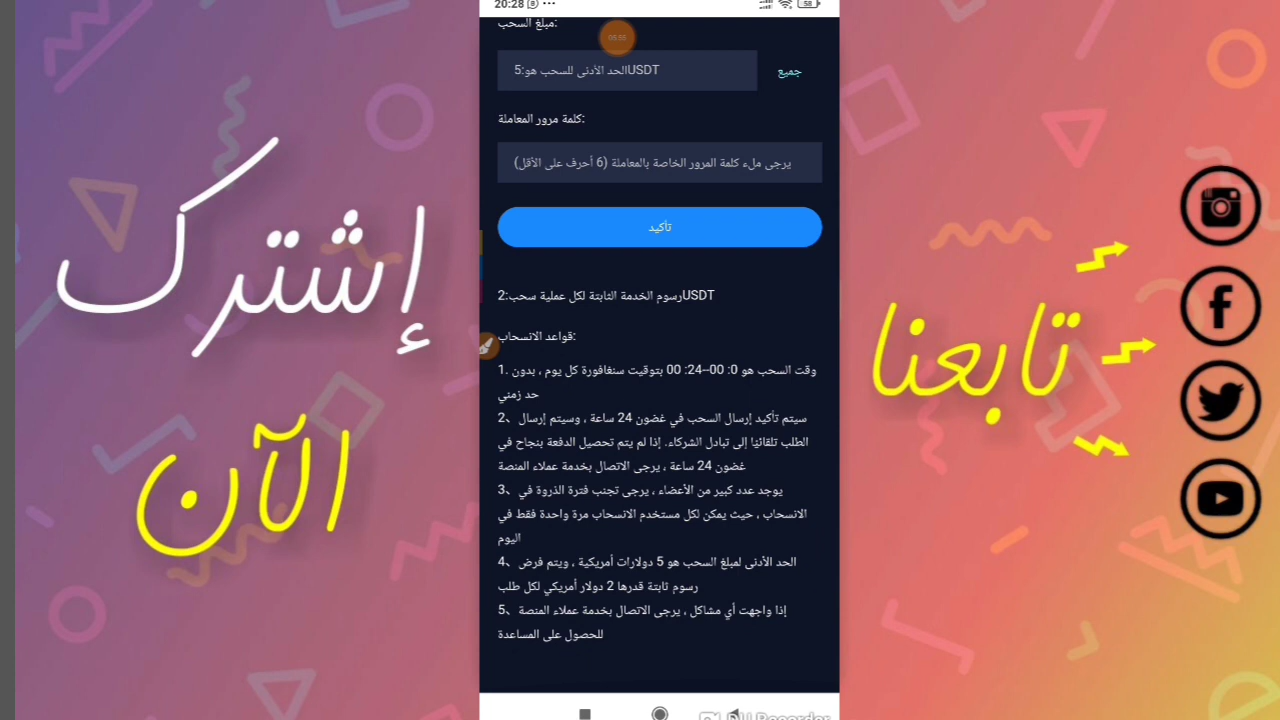 20:28
58
05:55
مبلغ السحب:
الحد الأدنى للسحب هو:5USDT
جميع
كلمة مرور المعاملة:
يرجى ملء كلمة المرور الخاصة بالمعاملة (6 أحرف على الأقل)
تأكيد
رسوم الخدمة الثابتة لكل عملية سحب:2USDT
قواعد الانسحاب:
1. وقت السحب هو 0: 00--24: 00 بتوقيت سنغافورة كل يوم ، بدون
حد زمني
2、سيتم تأكيد إرسال السحب في غضون 24 ساعة ، وسيتم إرسال
الطلب تلقائيًا إلى تبادل الشركاء. إذا لم يتم تحصيل الدفعة بنجاح في
غضون 24 ساعة ، يرجى الاتصال بخدمة عملاء المنصة
3、يوجد عدد كبير من الأعضاء ، يرجى تجنب فترة الذروة في
الانسحاب ، حيث يمكن لكل مستخدم الانسحاب مرة واحدة فقط في
اليوم
4、الحد الأدنى لمبلغ السحب هو 5 دولارات أمريكية ، ويتم فرض
رسوم ثابتة قدرها 2 دولار أمريكي لكل طلب
5、إذا واجهت أي مشاكل ، يرجى الاتصال بخدمة عملاء المنصة
للحصول على المساعدة
إشترك
الآن
تابعنا
DU Recorder